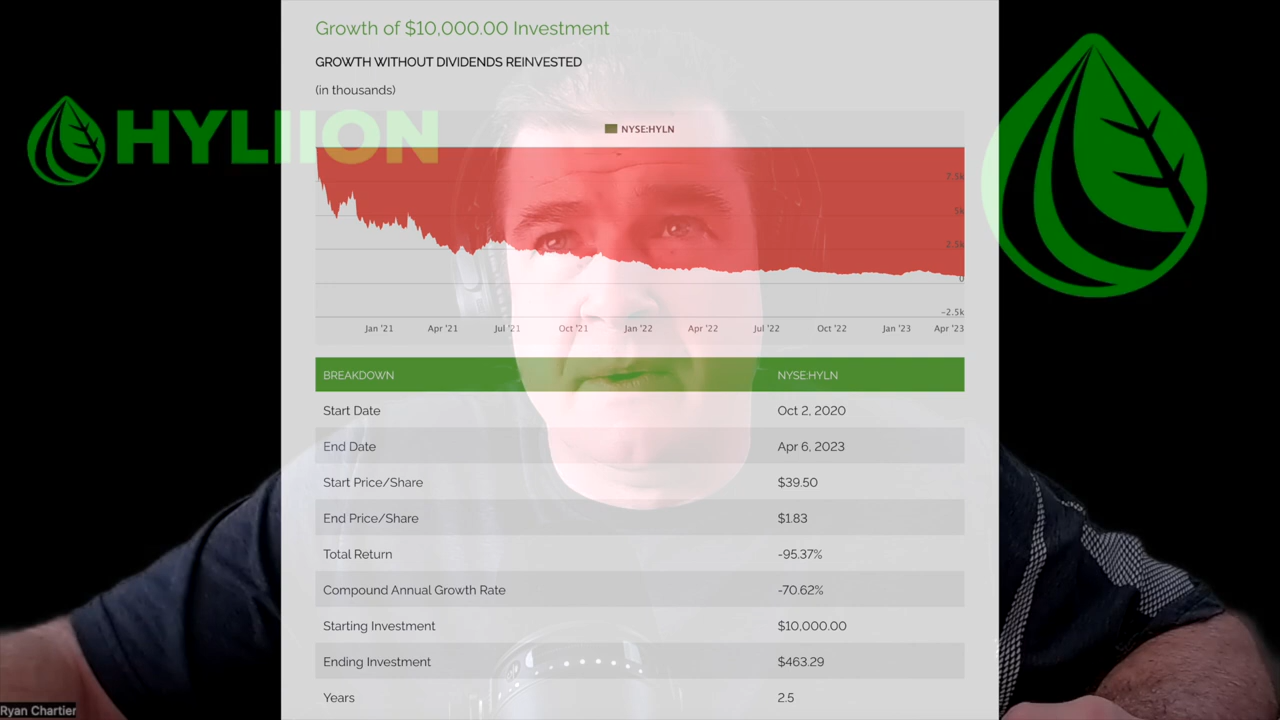 Growth of $10,000.00 Investment
GROWTH WITHOUT DIVIDENDS REINVESTED
(in thousands)
HYLIION
NYSE:HYLN
7.5k
5k
2.5k
0
-2.5k
Jan '21 Apr '21 Jul '21 Oct '21 Jan '22 Apr '22 Jul '22 Oct '22 Jan '23 Apr '23
BREAKDOWN NYSE:HYLN
Start Date Oct 2, 2020
End Date Apr 6, 2023
Start Price/Share $39.50
End Price/Share $1.83
Total Return -95.37%
Compound Annual Growth Rate -70.62%
Starting Investment $10,000.00
Ending Investment $463.29
Years 2.5
Ryan Chartier